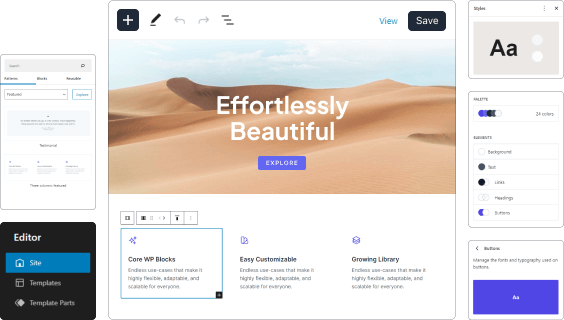 Search
Patterns
Blocks
Reusable
Featured
Explore
Testimonial
Three columns featured
Editor
Site
Templates
Template Parts
View
Save
Effortlessly
Beautiful
EXPLORE
Core WP Blocks
Endless use-cases that make it
highly flexible, adaptable, and
scalable for everyone.
Easy Customizable
Endless use-cases that make it
highly flexible, adaptable, and
scalable for everyone.
Growing Library
Endless use-cases that make it
highly flexible, adaptable, and
scalable for everyone.
Styles
Aa
PALETTE
24 colors
ELEMENTS
Background
Text
Links
Headings
Buttons
Buttons
Manage the fonts and typography used on
buttons.
Aa